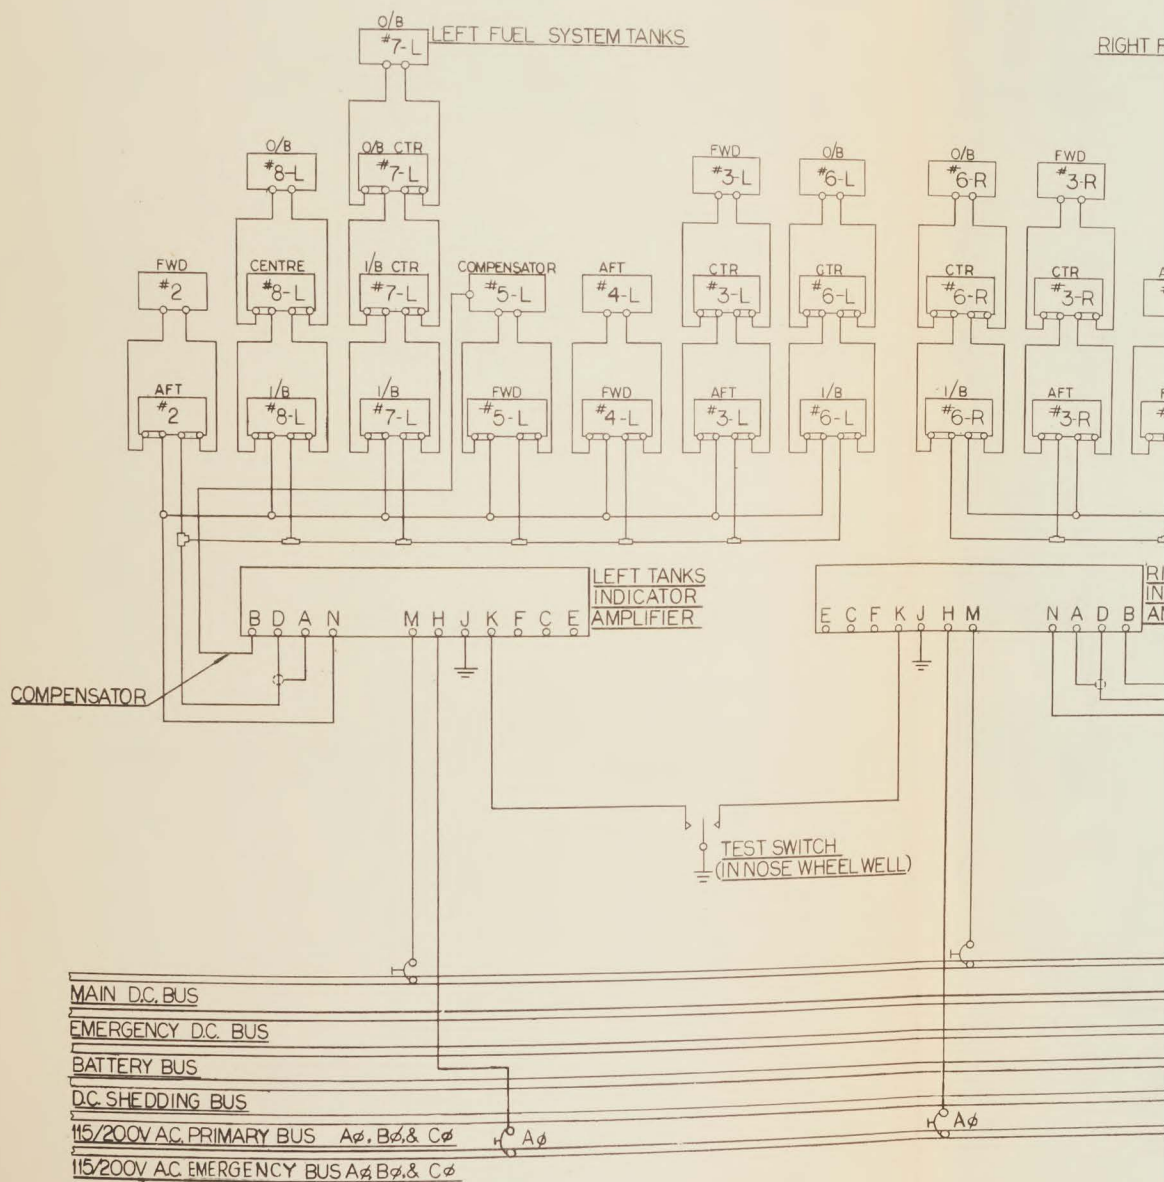 O/B
#7-L
LEFT FUEL SYSTEM TANKS
RIGHT F
O/B
#8-L
O/B CTR
#7-L
FWD
#3-L
O/B
#6-L
O/B
#6-R
FWD
#3-R
FWD
#2
CENTRE
#8-L
I/B CTR
#7-L
COMPENSATOR
#5-L
AFT
#4-L
CTR
#3-L
CTR
#6-L
CTR
#6-R
CTR
#3-R
A
#
AFT
#2
I/B
#8-L
I/B
#7-L
FWD
#5-L
FWD
#4-L
AFT
#3-L
I/B
#6-L
I/B
#6-R
AFT
#3-R
#
LEFT TANKS
INDICATOR
AMPLIFIER
B D A N M H J K F C E
E C F K J H M N A D B
RI
IN
AM
COMPENSATOR
TEST SWITCH
(IN NOSE WHEEL WELL)
MAIN D.C. BUS
EMERGENCY D.C. BUS
BATTERY BUS
D.C. SHEDDING BUS
115/200V A.C. PRIMARY BUS AØ, BØ, & CØ
AØ
AØ
115/200V A.C. EMERGENCY BUS AØ, BØ, & CØ